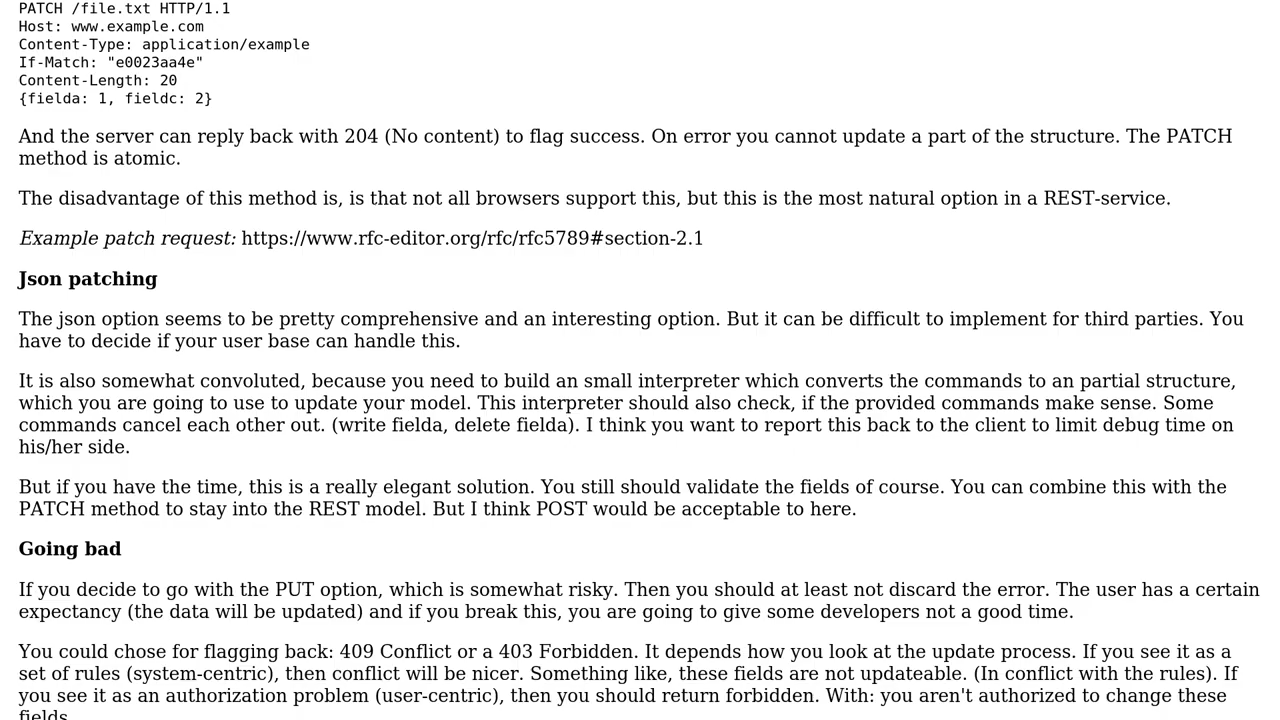 PATCH /file.txt HTTP/1.1
Host: www.example.com
Content-Type: application/example
If-Match: "e0023aa4e"
Content-Length: 20
{fielda: 1, fieldc: 2}
And the server can reply back with 204 (No content) to flag success. On error you cannot update a part of the structure. The PATCH
method is atomic.
The disadvantage of this method is, is that not all browsers support this, but this is the most natural option in a REST-service.
Example patch request: https://www.rfc-editor.org/rfc/rfc5789#section-2.1
Json patching
The json option seems to be pretty comprehensive and an interesting option. But it can be difficult to implement for third parties. You
have to decide if your user base can handle this.
It is also somewhat convoluted, because you need to build an small interpreter which converts the commands to an partial structure,
which you are going to use to update your model. This interpreter should also check, if the provided commands make sense. Some
commands cancel each other out. (write fielda, delete fielda). I think you want to report this back to the client to limit debug time on
his/her side.
But if you have the time, this is a really elegant solution. You still should validate the fields of course. You can combine this with the
PATCH method to stay into the REST model. But I think POST would be acceptable to here.
Going bad
If you decide to go with the PUT option, which is somewhat risky. Then you should at least not discard the error. The user has a certain
expectancy (the data will be updated) and if you break this, you are going to give some developers not a good time.
You could chose for flagging back: 409 Conflict or a 403 Forbidden. It depends how you look at the update process. If you see it as a
set of rules (system-centric), then conflict will be nicer. Something like, these fields are not updateable. (In conflict with the rules). If
you see it as an authorization problem (user-centric), then you should return forbidden. With: you aren't authorized to change these
fields.